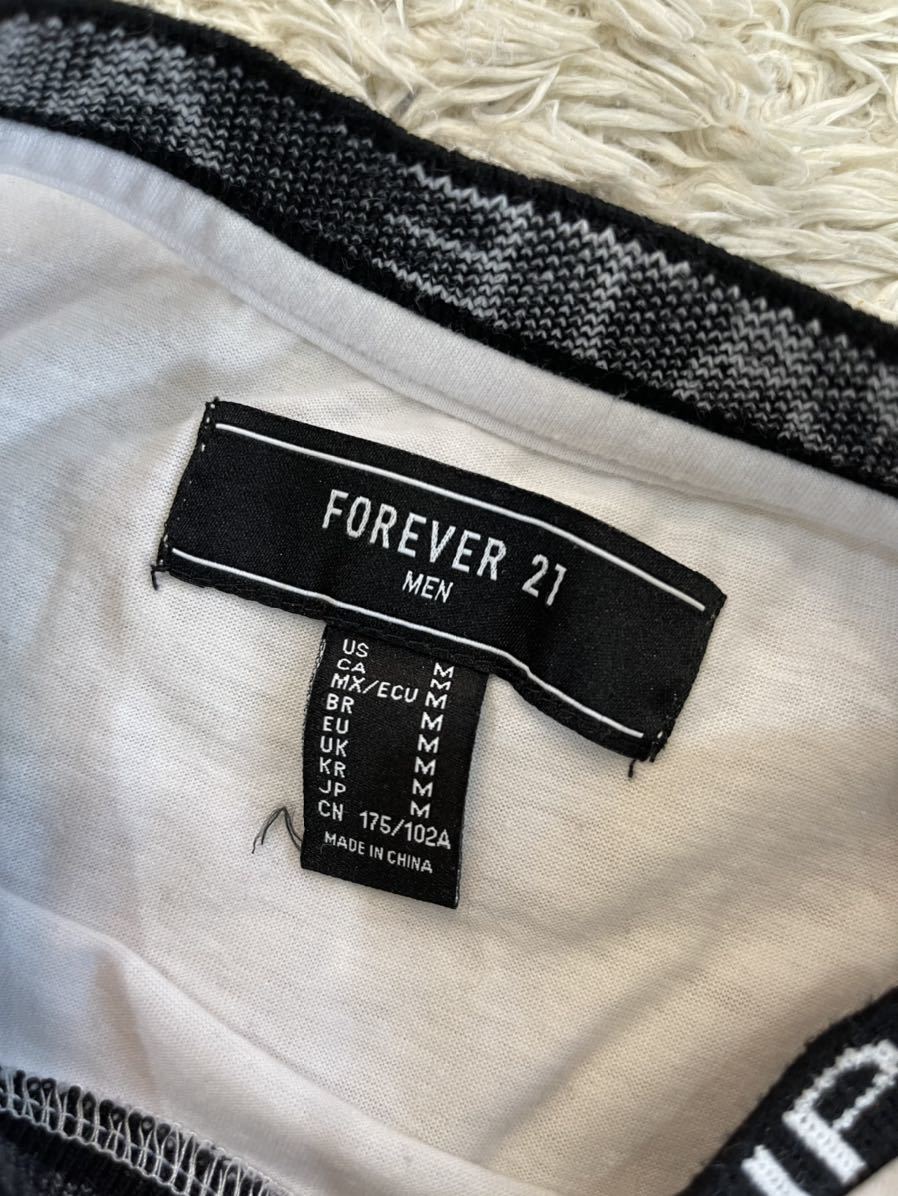 FOREVER 21
MEN
US M
CA M
MX/ECU M
BR M
EU M
UK M
KR M
JP M
CN 175/102A
MADE IN CHINA